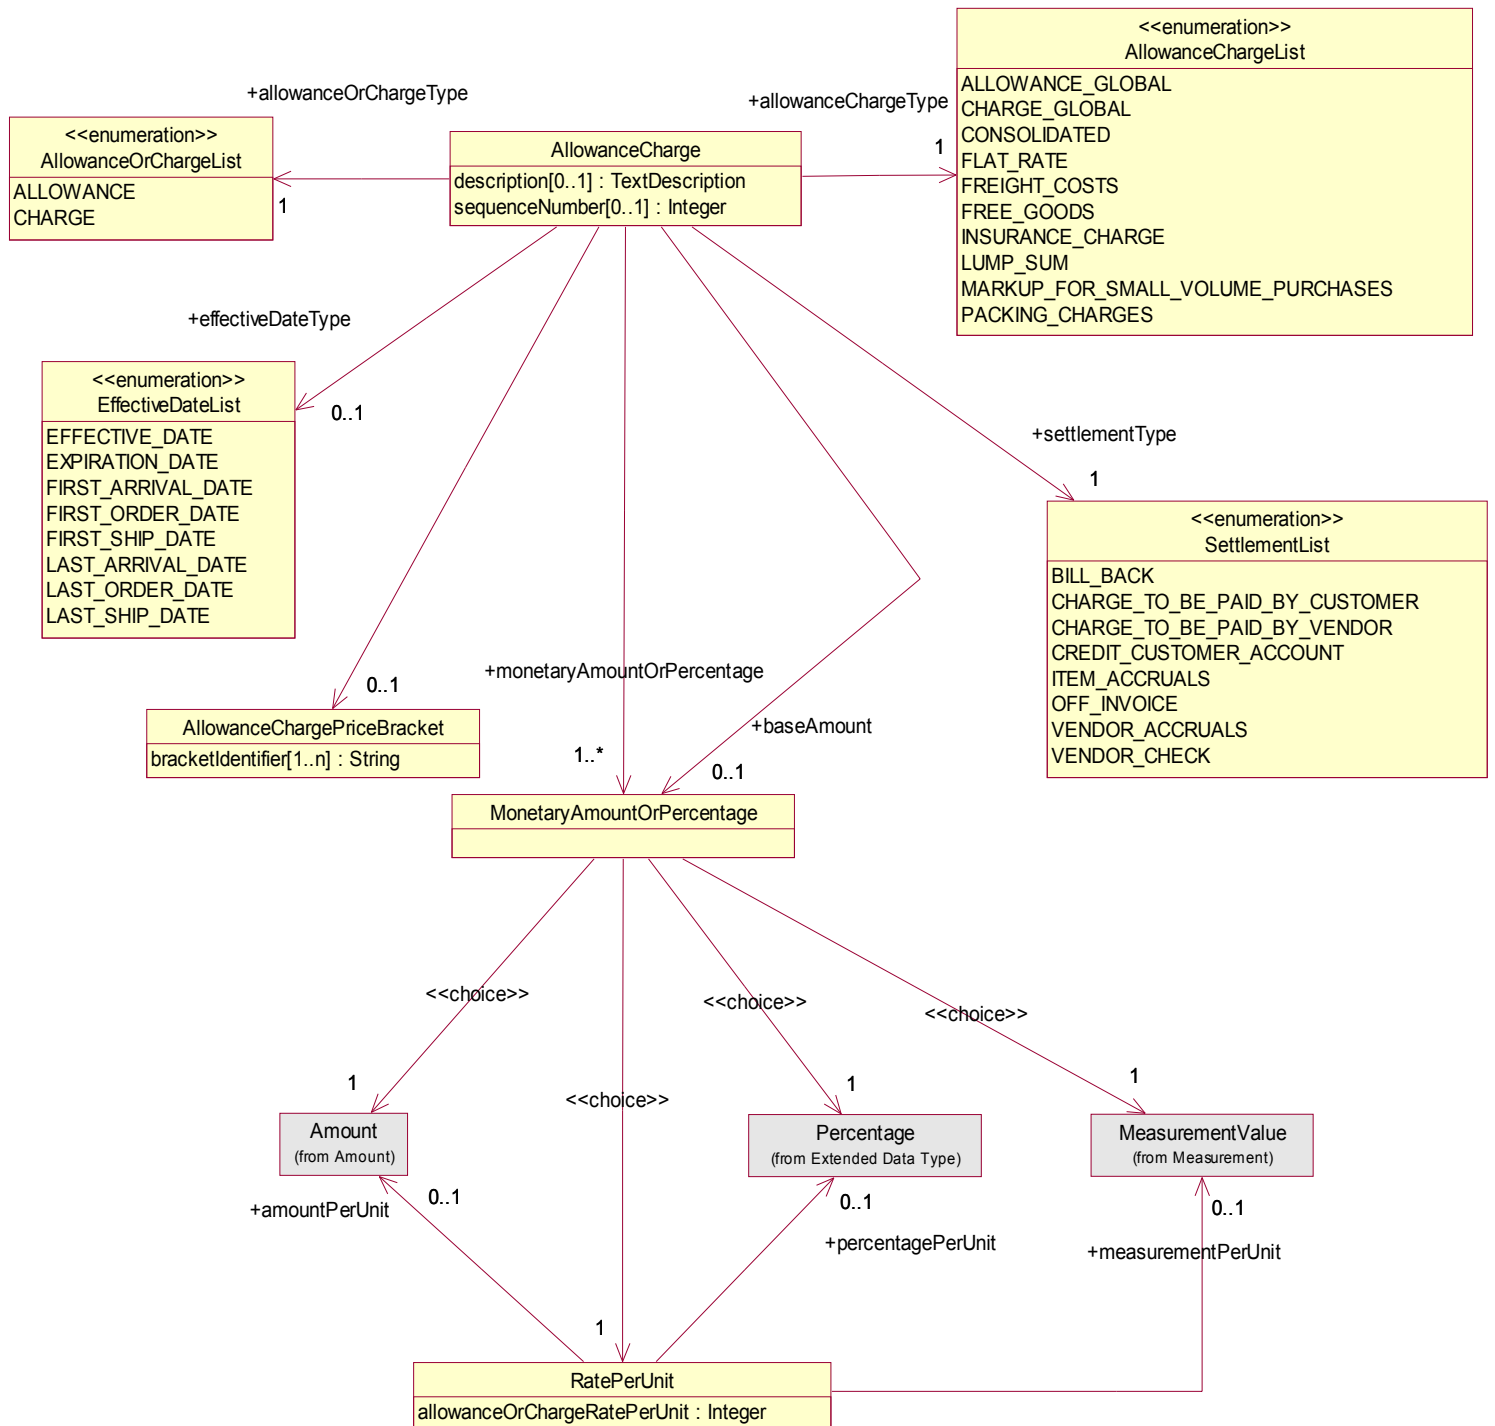 <<enumeration>>
AllowanceChargeList
ALLOWANCE_GLOBAL
CHARGE_GLOBAL
CONSOLIDATED
FLAT_RATE
FREIGHT_COSTS
FREE_GOODS
INSURANCE_CHARGE
LUMP_SUM
MARKUP_FOR_SMALL_VOLUME_PURCHASES
PACKING_CHARGES
+allowanceOrChargeType
+allowanceChargeType
<<enumeration>>
AllowanceOrChargeList
ALLOWANCE
CHARGE
1
AllowanceCharge
description[0..1] : TextDescription
sequenceNumber[0..1] : Integer
1
+effectiveDateType
<<enumeration>>
EffectiveDateList
EFFECTIVE_DATE
EXPIRATION_DATE
FIRST_ARRIVAL_DATE
FIRST_ORDER_DATE
FIRST_SHIP_DATE
LAST_ARRIVAL_DATE
LAST_ORDER_DATE
LAST_SHIP_DATE
0..1
+settlementType
1
<<enumeration>>
SettlementList
BILL_BACK
CHARGE_TO_BE_PAID_BY_CUSTOMER
CHARGE_TO_BE_PAID_BY_VENDOR
CREDIT_CUSTOMER_ACCOUNT
ITEM_ACCRUALS
OFF_INVOICE
VENDOR_ACCRUALS
VENDOR_CHECK
+monetaryAmountOrPercentage
0..1
AllowanceChargePriceBracket
bracketIdentifier[1..n] : String
+baseAmount
1..*
0..1
MonetaryAmountOrPercentage
<<choice>>
<<choice>>
<<choice>>
<<choice>>
1
1
1
Amount
(from Amount)
Percentage
(from Extended Data Type)
MeasurementValue
(from Measurement)
0..1
+amountPerUnit
0..1
+percentagePerUnit
0..1
+measurementPerUnit
1
RatePerUnit
allowanceOrChargeRatePerUnit : Integer